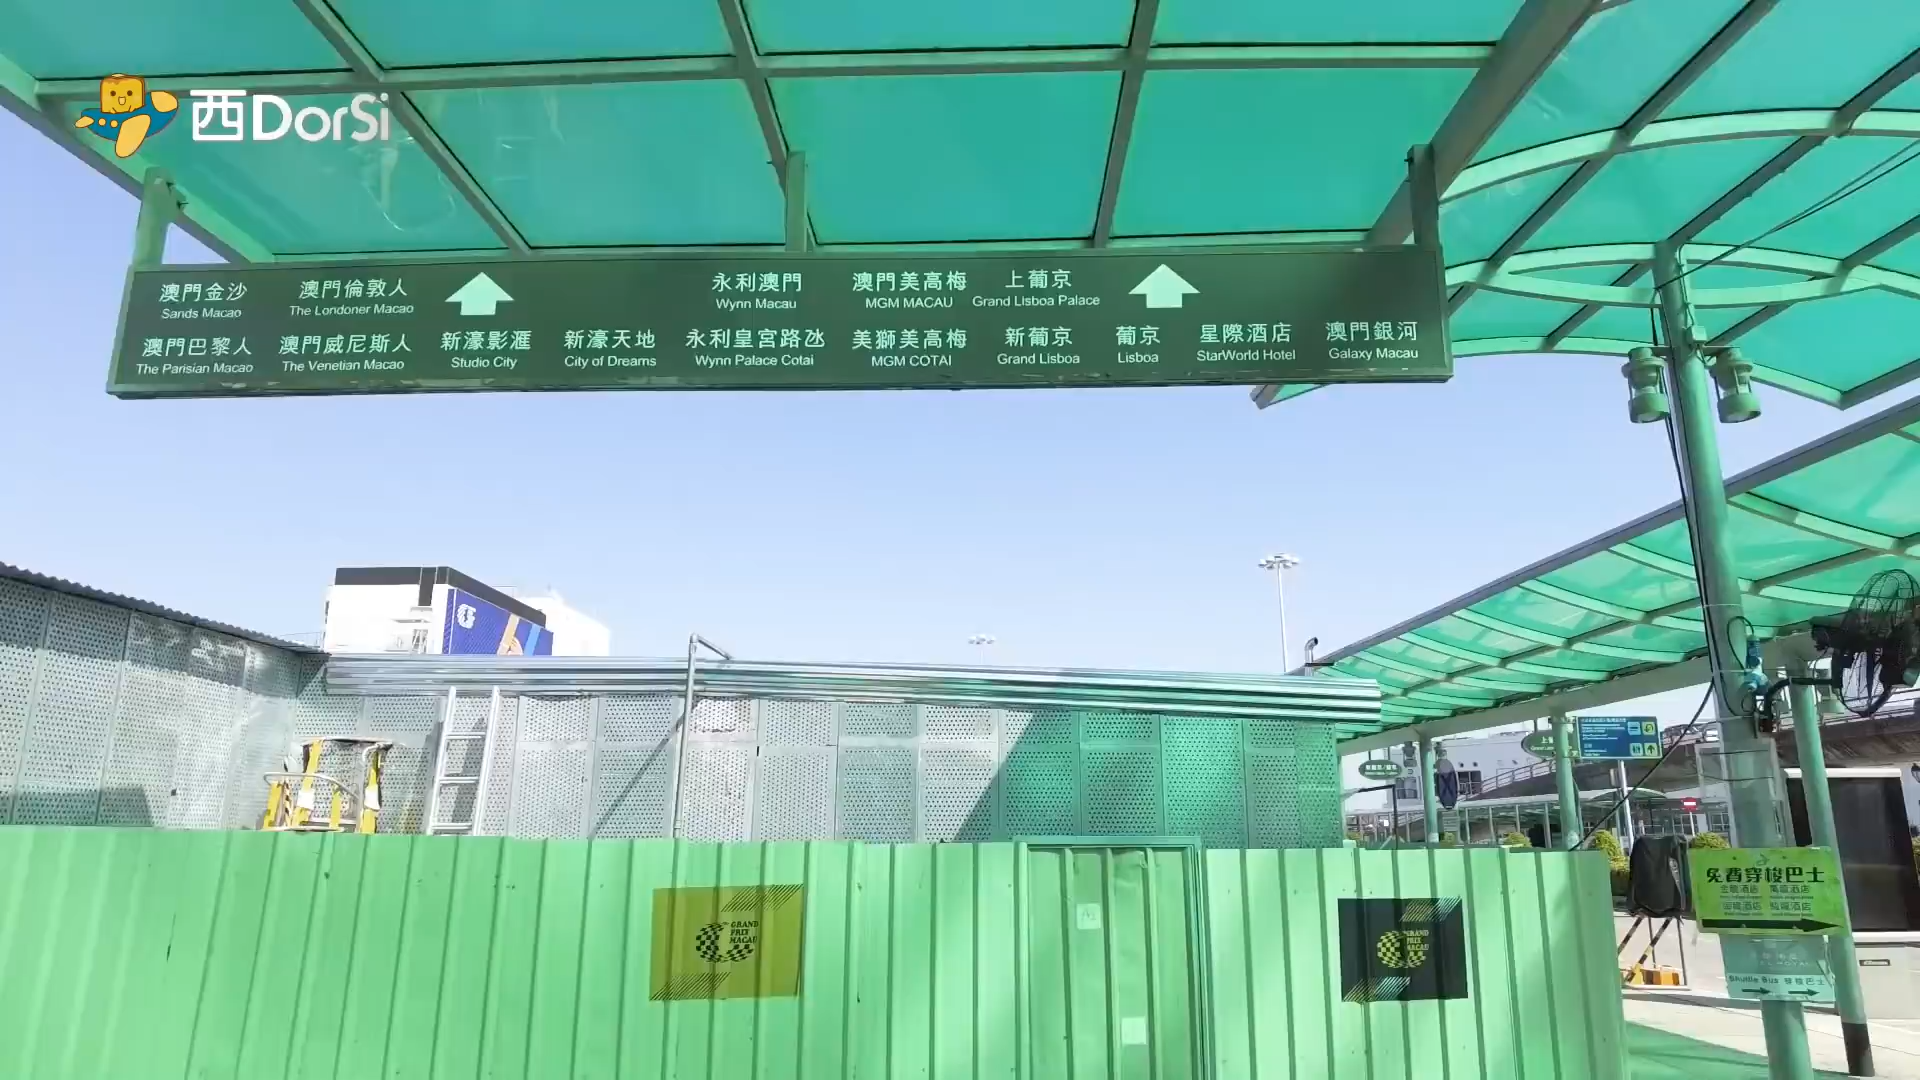 西DorSi
澳門金沙
Sands Macao
澳門倫敦人
The Londoner Macao
永利澳門
Wynn Macau
澳門美高梅
MGM MACAU
上葡京
Grand Lisboa Palace
澳門巴黎人
The Parisian Macao
澳門威尼斯人
The Venetian Macao
新濠影滙
Studio City
新濠天地
City of Dreams
永利皇宮路氹
Wynn Palace Cotai
美獅美高梅
MGM COTAI
新葡京
Grand Lisboa
葡京
Lisboa
星際酒店
StarWorld Hotel
澳門銀河
Galaxy Macau
GRAND
PRIX
MACAU
GRAND
PRIX
MACAU
免費穿梭巴士
Shuttle Bus 穿梭巴士